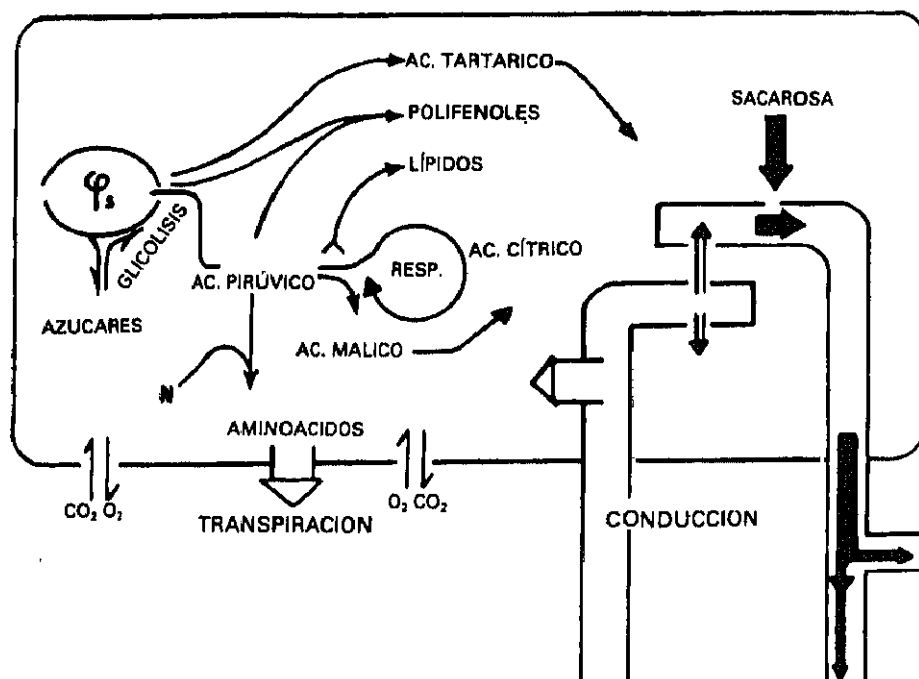 AC. TARTARICO
SACAROSA
POLIFENOLES
LÍPIDOS
φs
GLICOLISIS
AC. CÍTRICO
RESP.
AC. PIRÚVICO
AZUCARES
AC. MALICO
N
AMINOACIDOS
CO₂ O₂
O₂ CO₂
TRANSPIRACION
CONDUCCION